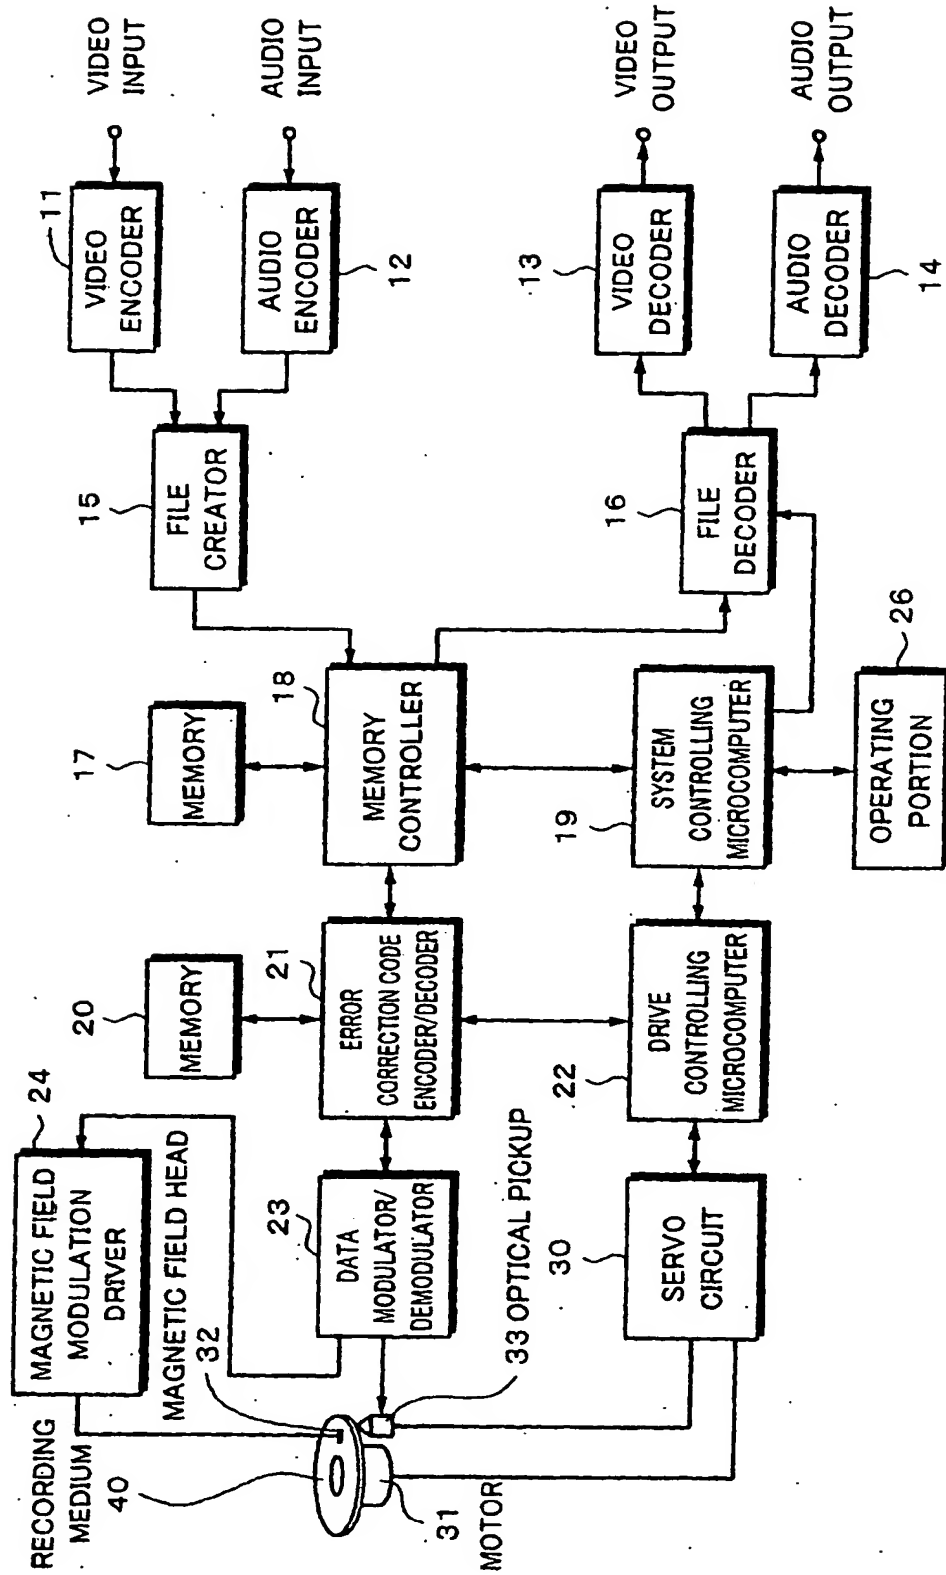 VIDEO
INPUT
AUDIO
INPUT
VIDEO
OUTPUT
AUDIO
OUTPUT
11
VIDEO
ENCODER
AUDIO
ENCODER
12
13
VIDEO
DECODER
AUDIO
DECODER
14
15
FILE
CREATOR
16
FILE
DECODER
17
MEMORY
18
MEMORY
CONTROLLER
19
SYSTEM
CONTROLLING
MICROCOMPUTER
26
OPERATING
PORTION
20
MEMORY
21
ERROR
CORRECTION CODE
ENCODER/DECODER
22
DRIVE
CONTROLLING
MICROCOMPUTER
24
MAGNETIC FIELD
MODULATION
DRIVER
MAGNETIC FIELD HEAD
32
23
DATA
MODULATOR/
DEMODULATOR
33 OPTICAL PICKUP
30
SERVO
CIRCUIT
RECORDING
MEDIUM
40
31
MOTOR